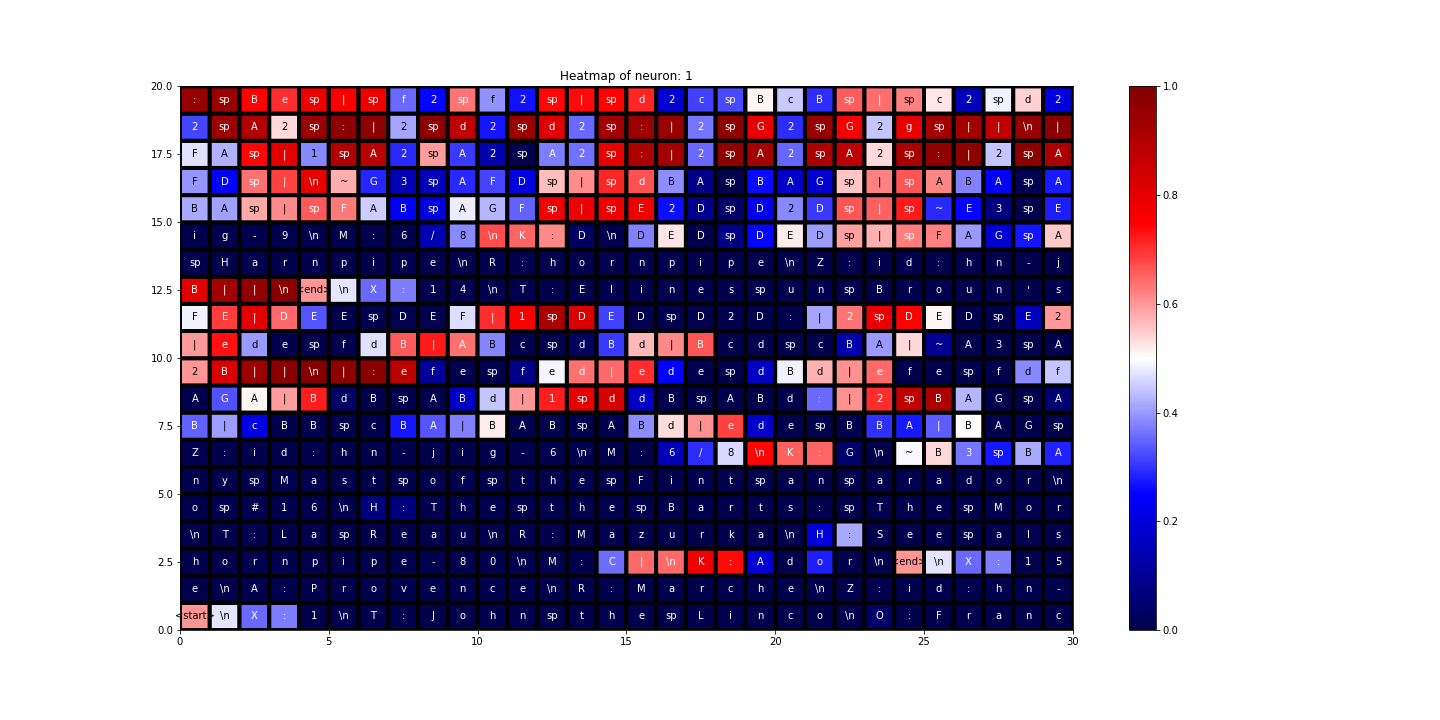 Heatmap of neuron: 1
20.0 : sp B e sp | sp f 2 sp f 2 sp | sp d 2 c sp B c B sp | sp c 2 sp d 2 1.0
2 sp A 2 sp : | 2 sp d 2 sp d 2 sp : | 2 sp G 2 sp G 2 g sp | | \n |
17.5 F A sp | 1 sp A 2 sp A 2 sp A 2 sp : | 2 sp A 2 sp A 2 sp : | 2 sp A
F D sp | \n ~ G 3 sp A F D sp | sp d B A sp B A G sp | sp A B A sp A 0.8
15.0 B A sp | sp F A B sp A G F sp | sp E 2 D sp D 2 D sp | sp ~ E 3 sp E
i g - 9 \n M : 6 / 8 \n K : D \n D E D sp D E D sp | sp F A G sp A
sp H a r n p i p e \n R : h o r n p i p e \n Z : i d : h n - j
12.5 B | | \n <end> \n X : 1 4 \n T : E l i n e s sp u n sp B r o u n ' s 0.6
F E | D E E sp D E F | 1 sp D E D sp D 2 D : | 2 sp D E D sp E 2
10.0 | e d e sp f d B | A B c sp d B d | B c d sp c B A | ~ A 3 sp A
2 B | | \n | : e f e sp f e d | e d e sp d B d | e f e sp f d f 0.4
A G A | B d B sp A B d | 1 sp d d B sp A B d : | 2 sp B A G sp A
7.5 B | c B B sp c B A | B A B sp A B d | e d e sp B B A | B A G sp
Z : i d : h n - j i g - 6 \n M : 6 / 8 \n K : G \n ~ B 3 sp B A
5.0 n y sp M a s t sp o f sp t h e sp F i n t sp a n sp a r a d o r \n
o sp # 1 6 \n H : T h e sp t h e sp B a r t s : sp T h e sp M o r 0.2
\n T : L a sp R e a u \n R : M a z u r k a \n H : S e e sp a l s
2.5 h o r n p i p e - 8 0 \n M : C | \n K : A d o r \n <end> \n X : 1 5
e \n A : P r o v e n c e \n R : M a r c h e \n Z : i d : h n -
0.0 <start> \n X : 1 \n T : J o h n sp t h e sp L i n c o \n O : F r a n c 0.0
0 5 10 15 20 25 30